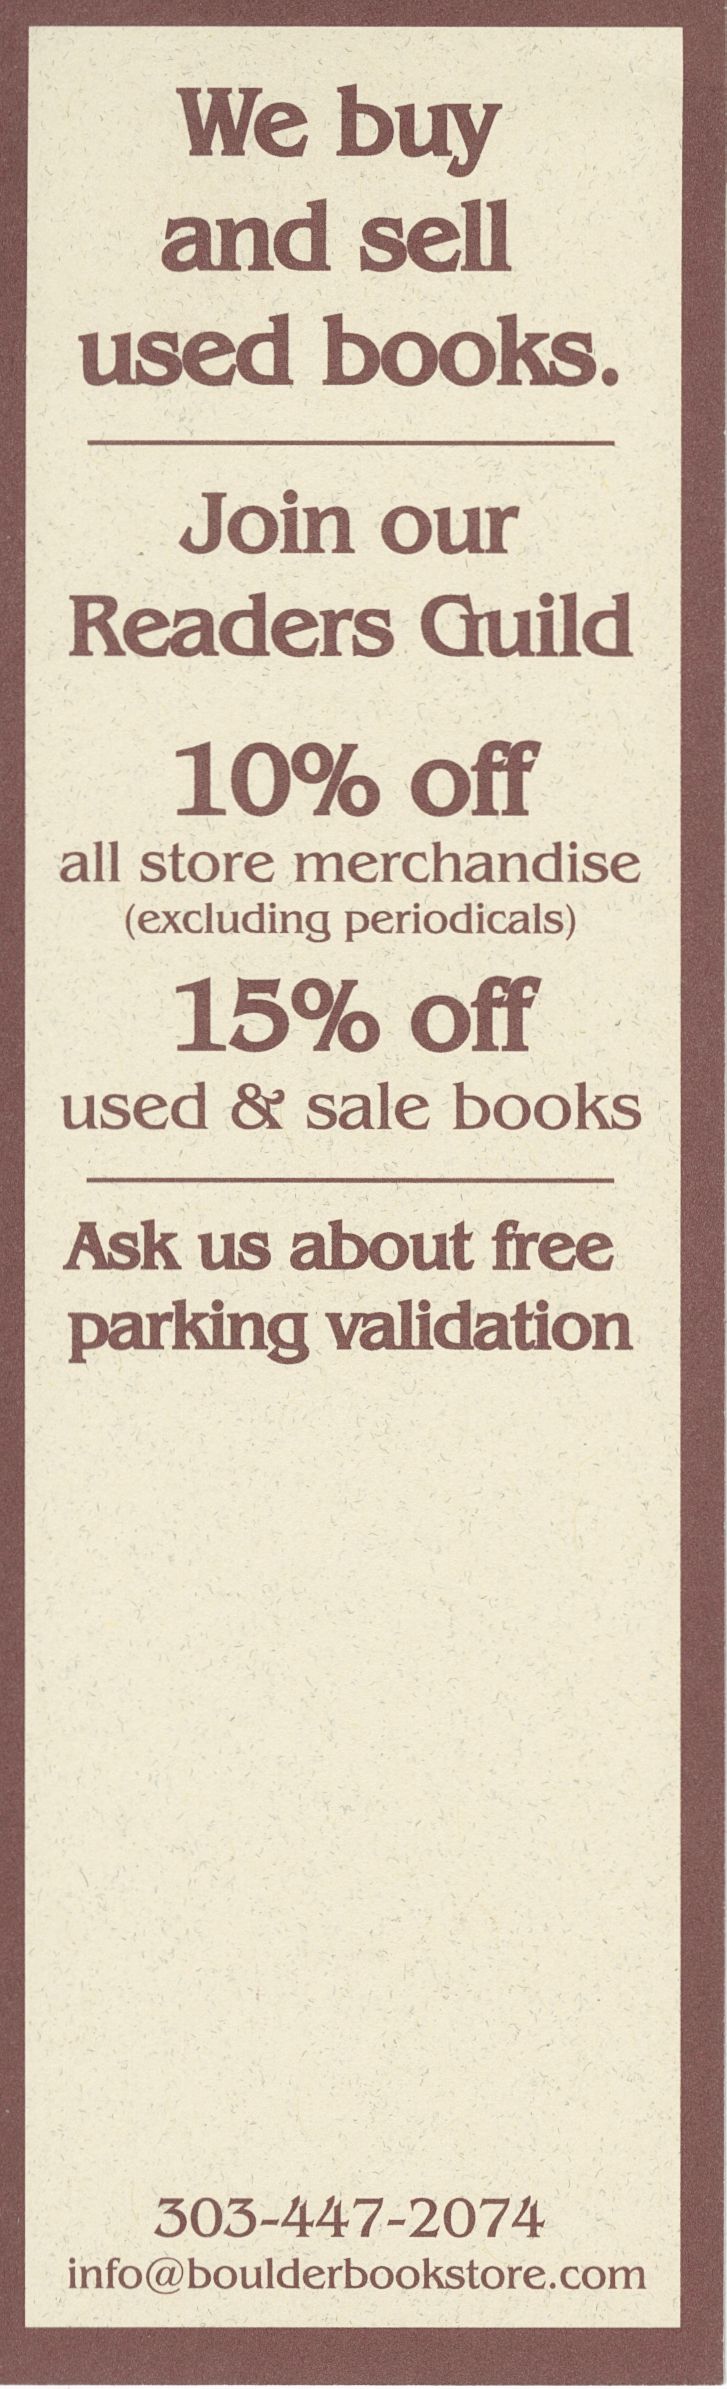 We buy
and sell
used books.
Join our
Readers Guild
10% off
all store merchandise
(excluding periodicals)
15% off
used & sale books
Ask us about free
parking validation
303-447-2074
info@boulderbookstore.com